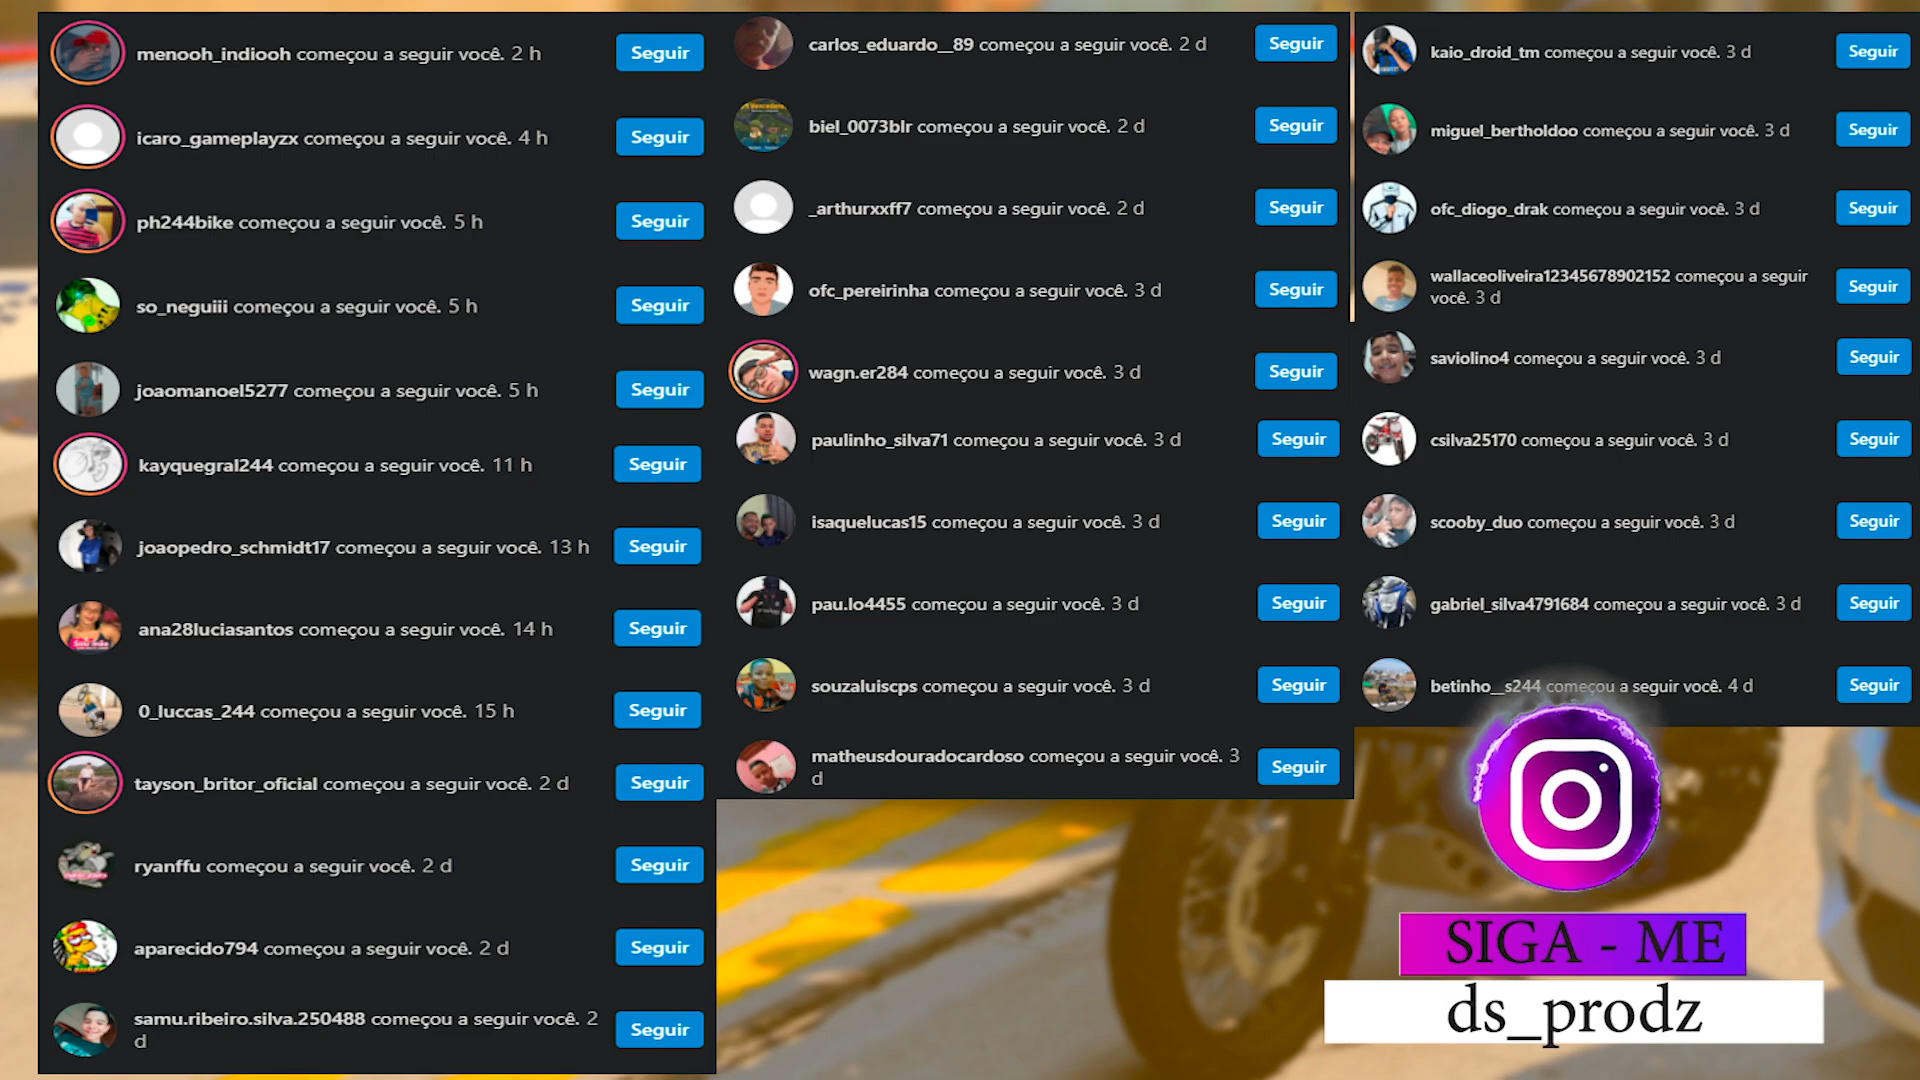 menooh_indiooh começou a seguir você. 2 h
Seguir
icaro_gameplayzx começou a seguir você. 4 h
Seguir
ph244bike começou a seguir você. 5 h
Seguir
so_neguiii começou a seguir você. 5 h
Seguir
joaomanoel5277 começou a seguir você. 5 h
Seguir
kayquegral244 começou a seguir você. 11 h
Seguir
joaopedro_schmidt17 começou a seguir você. 13 h
Seguir
ana28luciasantos começou a seguir você. 14 h
Seguir
0_luccas_244 começou a seguir você. 15 h
Seguir
tayson_britor_oficial começou a seguir você. 2 d
Seguir
ryanffu começou a seguir você. 2 d
Seguir
aparecido794 começou a seguir você. 2 d
Seguir
samu.ribeiro.silva.250488 começou a seguir você. 2
d
Seguir
carlos_eduardo__89 começou a seguir você. 2 d
Seguir
biel_0073blr começou a seguir você. 2 d
Seguir
_arthurxxff7 começou a seguir você. 2 d
Seguir
ofc_pereirinha começou a seguir você. 3 d
Seguir
wagn.er284 começou a seguir você. 3 d
Seguir
paulinho_silva71 começou a seguir você. 3 d
Seguir
isaquelucas15 começou a seguir você. 3 d
Seguir
pau.lo4455 começou a seguir você. 3 d
Seguir
souzaluiscps começou a seguir você. 3 d
Seguir
matheusdouradocardoso começou a seguir você. 3
d
Seguir
kaio_droid_tm começou a seguir você. 3 d
Seguir
miguel_bertholdoo começou a seguir você. 3 d
Seguir
ofc_diogo_drak começou a seguir você. 3 d
Seguir
wallaceoliveira12345678902152 começou a seguir
você. 3 d
Seguir
saviolino4 começou a seguir você. 3 d
Seguir
csilva25170 começou a seguir você. 3 d
Seguir
scooby_duo começou a seguir você. 3 d
Seguir
gabriel_silva4791684 começou a seguir você. 3 d
Seguir
betinho__s244 começou a seguir você. 4 d
Seguir
SIGA - ME
ds_prodz